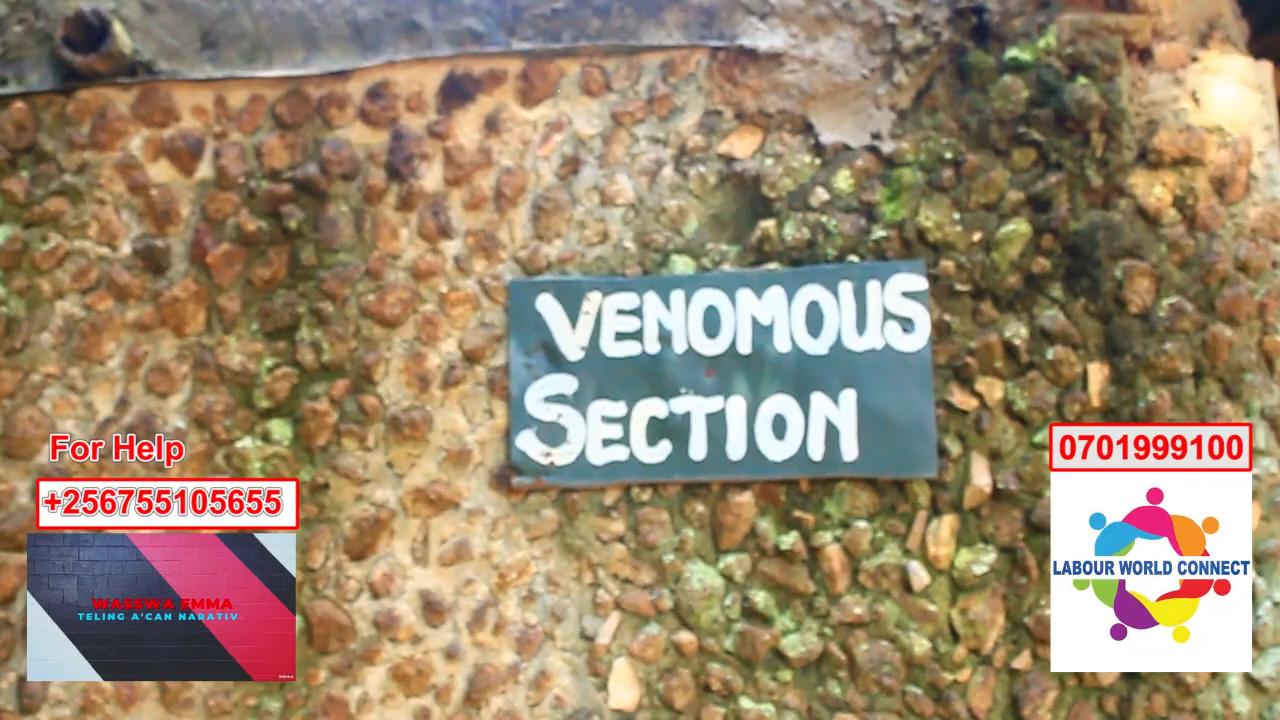 VENOMOUS
SECTION
For Help
+256755105655
WASSWA EMMA
TELING A'CAN NARATIV
0701999100
LABOUR WORLD CONNECT